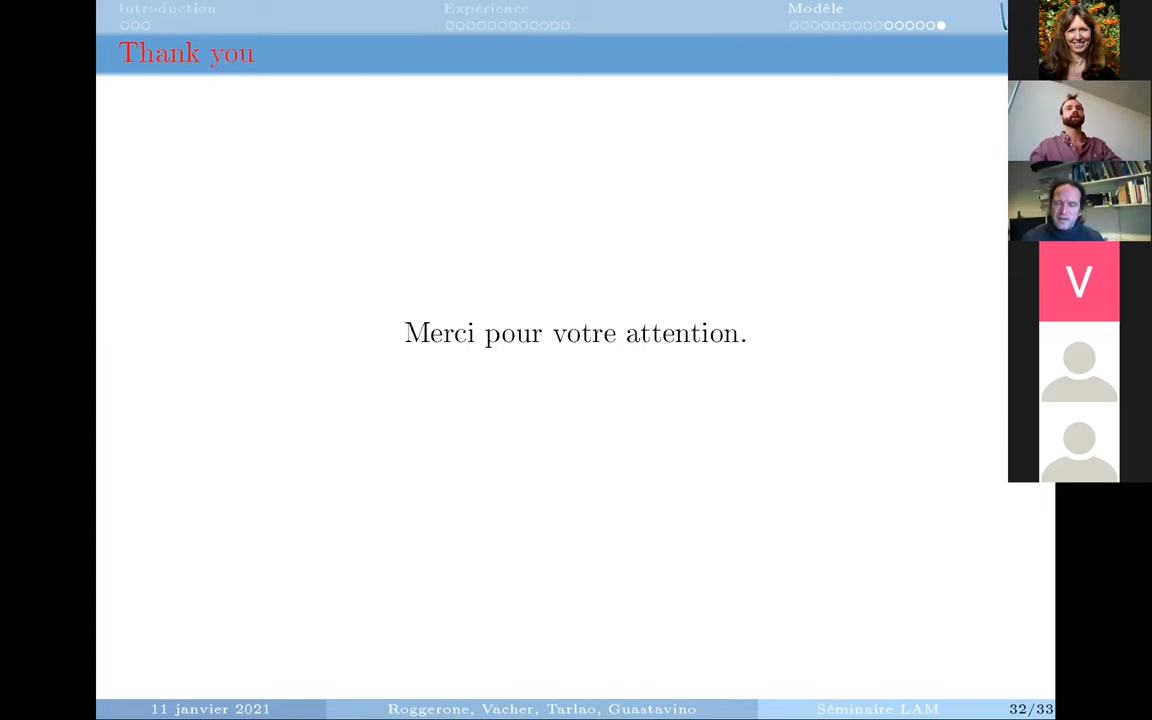 Introduction
Expérience
Modèle
Thank you
Merci pour votre attention.
V
11 janvier 2021
Roggerone, Vacher, Tarlao, Guastavino
Séminaire LAM
32/33